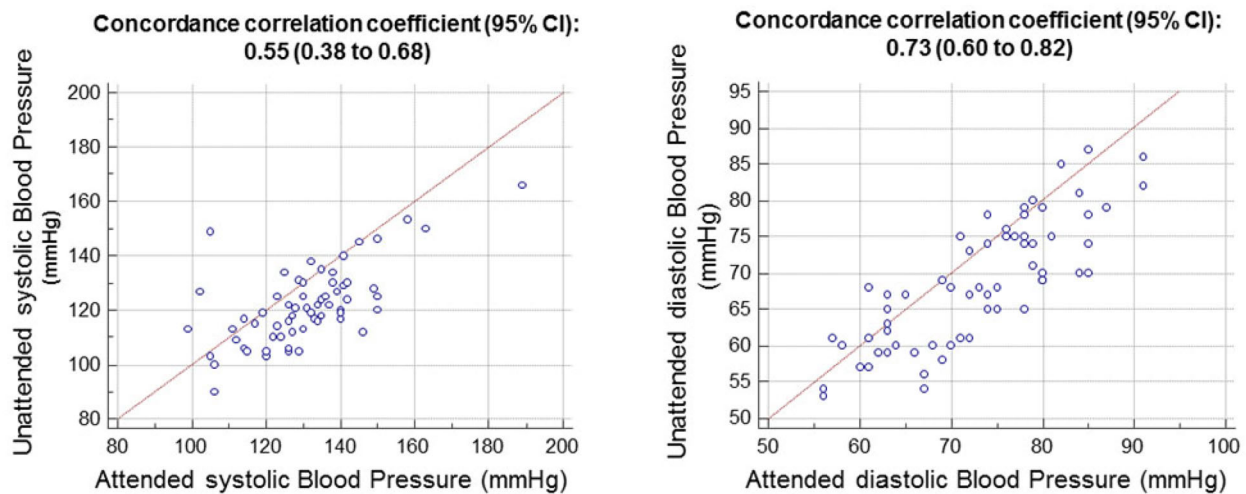 Concordance correlation coefficient (95% CI):
0.55 (0.38 to 0.68)
Unattended systolic Blood Pressure
(mmHg)
200
180
160
140
120
100
80
80 100 120 140 160 180 200
Attended systolic Blood Pressure (mmHg)
Concordance correlation coefficient (95% CI):
0.73 (0.60 to 0.82)
Unattended diastolic Blood Pressure
(mmHg)
95
90
85
80
75
70
65
60
55
50
50 60 70 80 90 100
Attended diastolic Blood Pressure (mmHg)